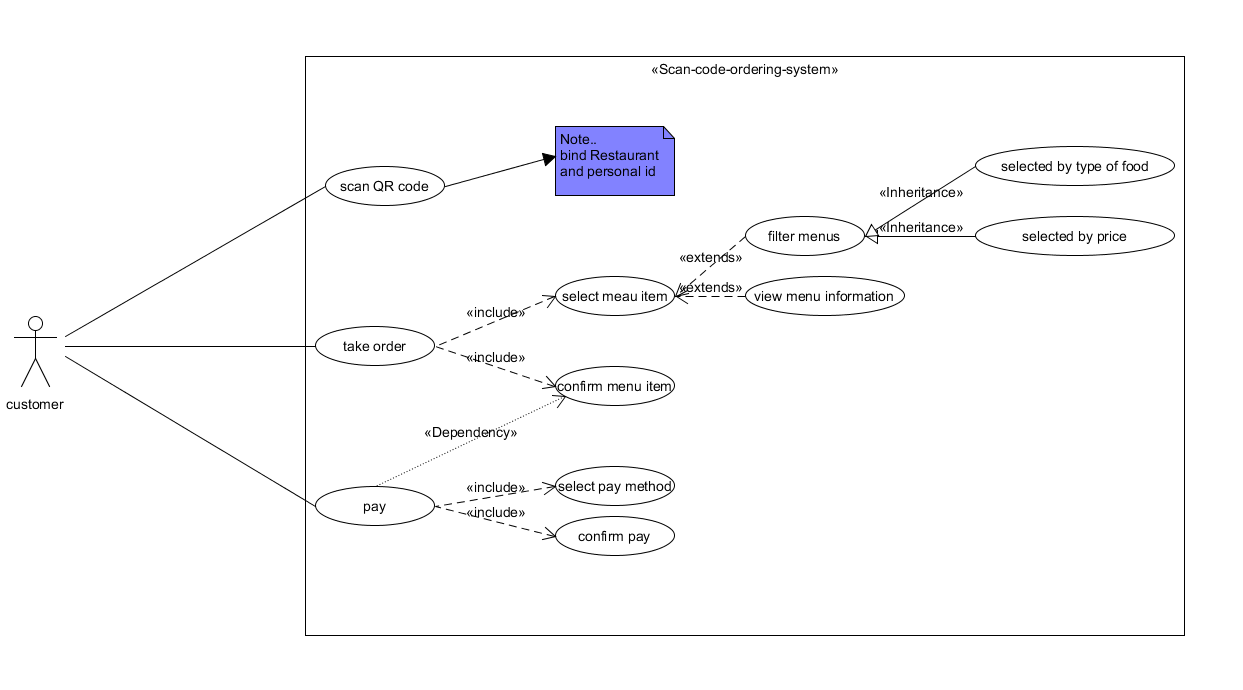 «Scan-code-ordering-system»
Note..
bind Restaurant
and personal id
scan QR code
selected by type of food
«Inheritance»
filter menus
«Inheritance»
selected by price
«extends»
select meau item
«extends»
view menu information
«include»
take order
«include»
confirm menu item
customer
«Dependency»
pay
«include»
select pay method
«include»
confirm pay